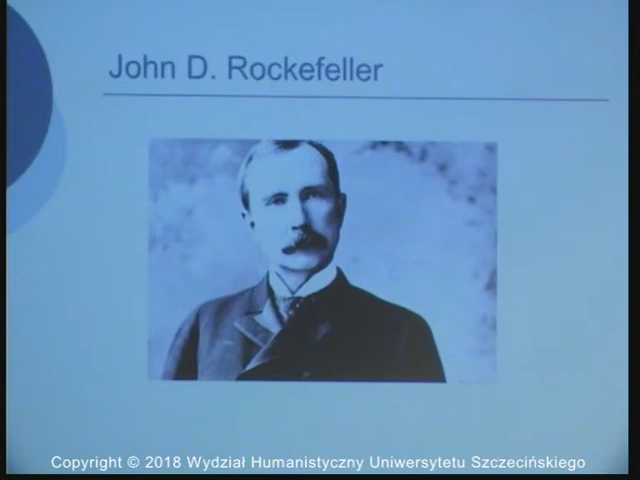 John D. Rockefeller
Copyright © 2018 Wydział Humanistyczny Uniwersytetu Szczecińskiego